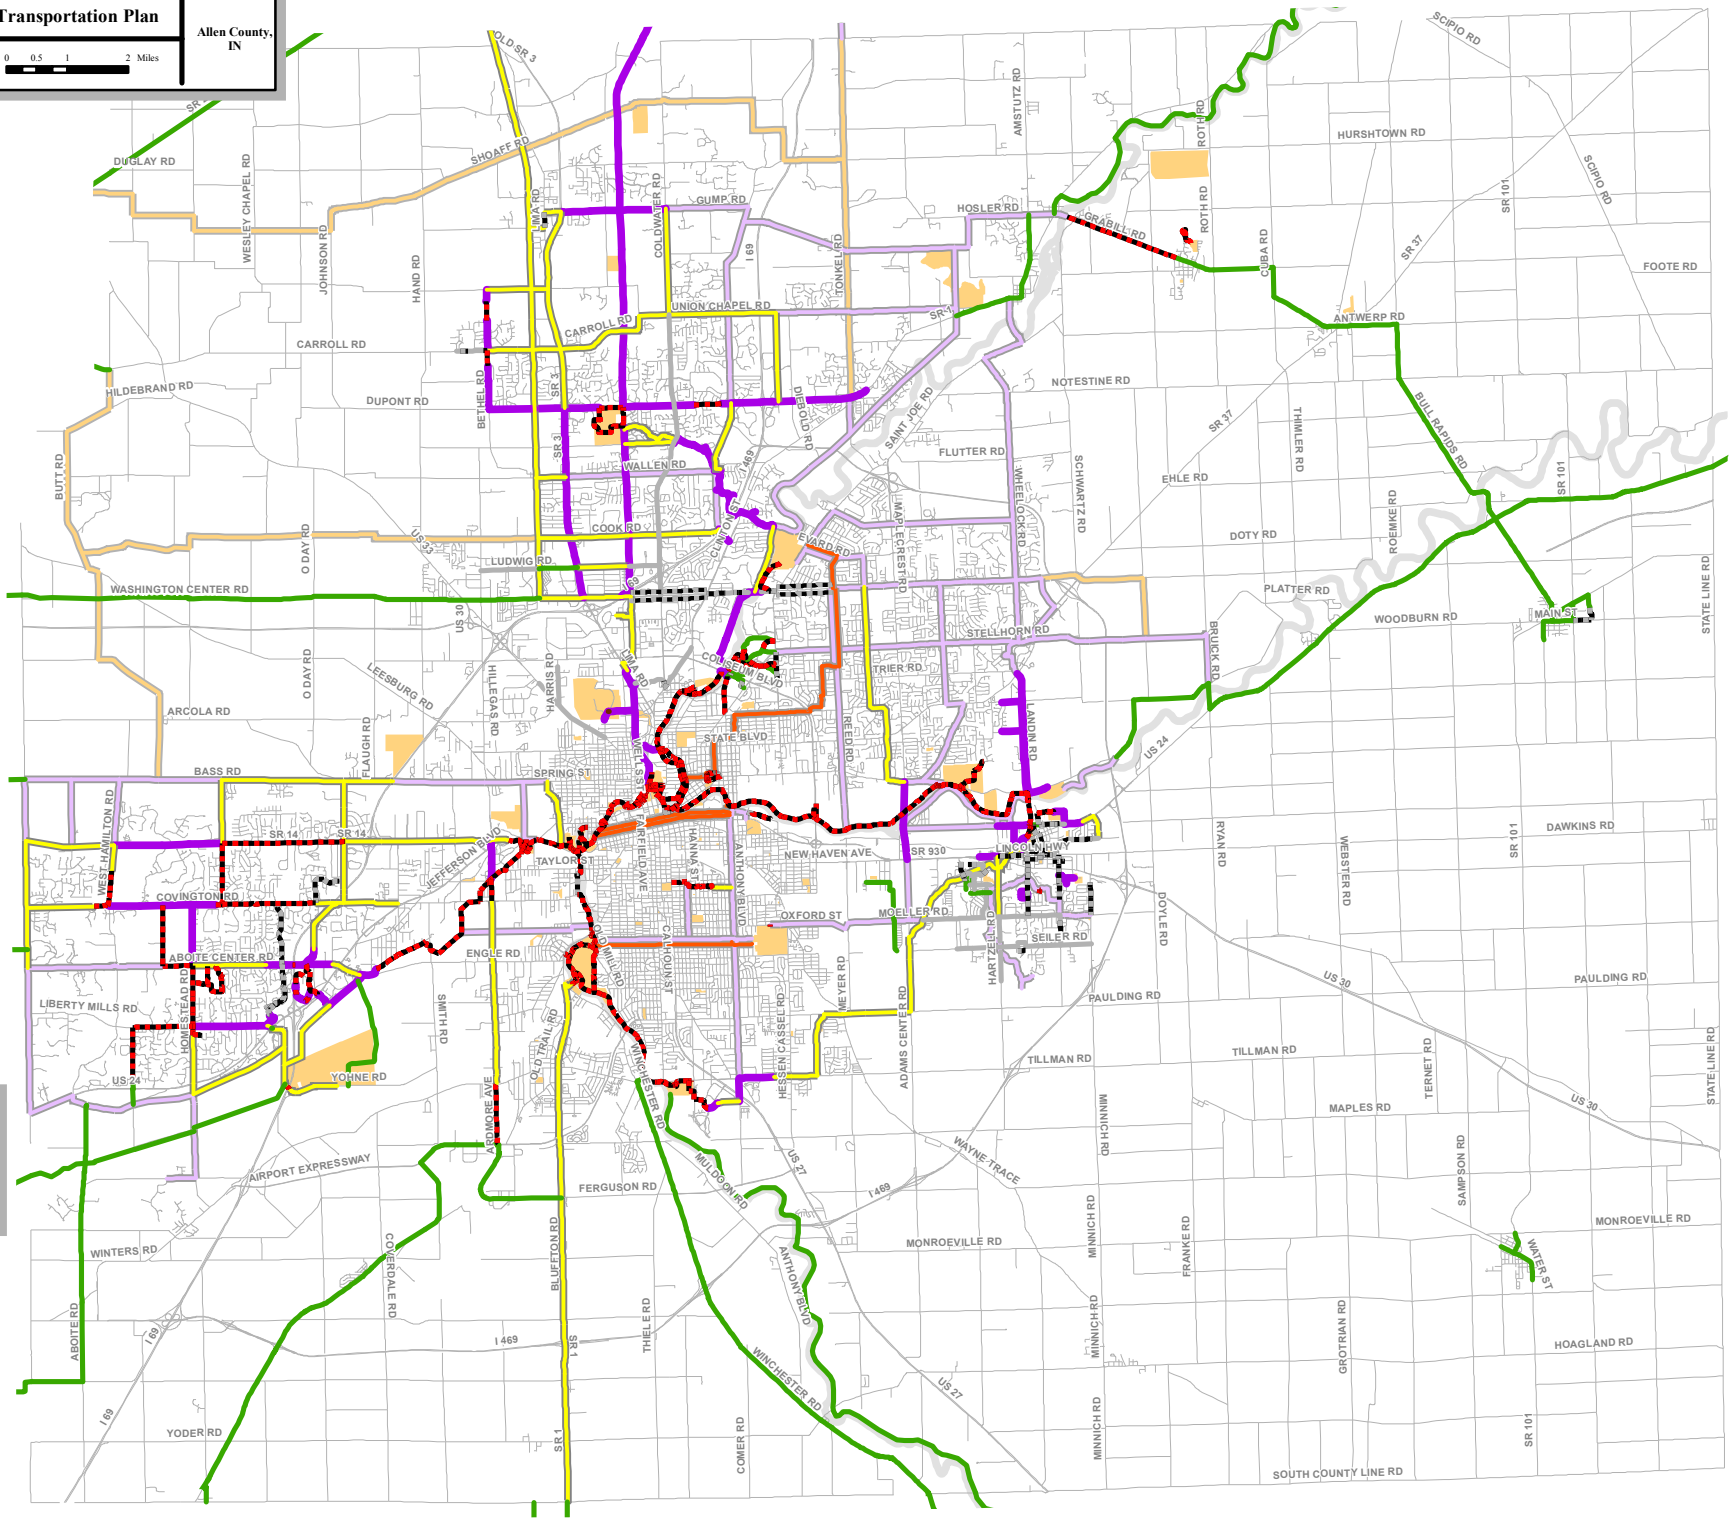 Transportation Plan
Allen County,
IN
0 0.5 1 2 Miles
OLD SR 3
SCIPIO RD
SR
AMSTUTZ RD
ROTH RD
HURSHTOWN RD
DUGLAY RD
SHOAFF RD
WESLEY CHAPEL RD
SCIPIO RD
COLDWATER RD
LIMA RD
GUMP RD
HOSLER RD
GRABILL RD
ROTH RD
SR 101
JOHNSON RD
HAND RD
I 69
TONKEL RD
CUBA RD
SR 37
FOOTE RD
UNION CHAPEL RD
SR 1
CARROLL RD
ANTWERP RD
CARROLL RD
HILDEBRAND RD
DUPONT RD
BETHEL RD
SR 3
DIEBOLD RD
SAINT JOE RD
NOTESTINE RD
SR 37
THIMLER RD
BULL RAPIDS RD
SR 3
WALLEN RD
I 469
FLUTTER RD
WHEELOCK RD
SCHWARTZ RD
EHLE RD
SR 101
BUTT RD
COOK RD
CLINTON ST
MAPLECREST RD
ROEMKE RD
O DAY RD
US 33
EVARD RD
DOTY RD
LUDWIG RD
69
WASHINGTON CENTER RD
US 30
PLATTER RD
WOODBURN RD
MAIN ST
STATE LINE RD
STELLHORN RD
BRUICK RD
O DAY RD
LEESBURG RD
HILLEGAS RD
HARRIS RD
LIMA RD
COLISEUM BLVD
TRIER RD
ARCOLA RD
FLAUGH RD
WELLS ST
STATE BLVD
REED RD
LANDIN RD
US 24
BASS RD
SPRING ST
WEST HAMILTON RD
SR 14
SR 14
JEFFERSON BLVD
FAIRFIELD AVE
HANNA ST
ANTHONY BLVD
NEW HAVEN AVE
SR 930
LINCOLN HWY
TAYLOR ST
RYAN RD
WEBSTER RD
SR 101
DAWKINS RD
COVINGTON RD
OXFORD ST
MOELLER RD
DOYLE RD
HARTZELL RD
SEILER RD
ABOITE CENTER RD
ENGLE RD
OLD MILL RD
CALHOUN ST
MEYER RD
US 30
PAULDING RD
LIBERTY MILLS RD
HOMESTEAD RD
SMITH RD
HESSEN CASSEL RD
ADAMS CENTER RD
PAULDING RD
OLD TRAIL RD
WINCHESTER RD
TILLMAN RD
TILLMAN RD
TERNET RD
STATE LINE RD
US 24
YOHNE RD
ARDMORE AVE
MINNICH RD
MAPLES RD
US 30
AIRPORT EXPRESSWAY
MULDOON RD
US 27
WAYNE TRACE
SAMPSON RD
FERGUSON RD
I 469
MINNICH RD
MONROEVILLE RD
WINTERS RD
COVERDALE RD
BLUFFTON RD
MONROEVILLE RD
FRANKE RD
WATER ST
ANTHONY BLVD
ABOITE RD
I 69
I 469
SR 1
THIELE RD
MINNICH RD
GROTRIAN RD
HOAGLAND RD
WINCHESTER RD
US 27
I 69
YODER RD
SR 1
COMER RD
MINNICH RD
SR 101
SOUTH COUNTY LINE RD